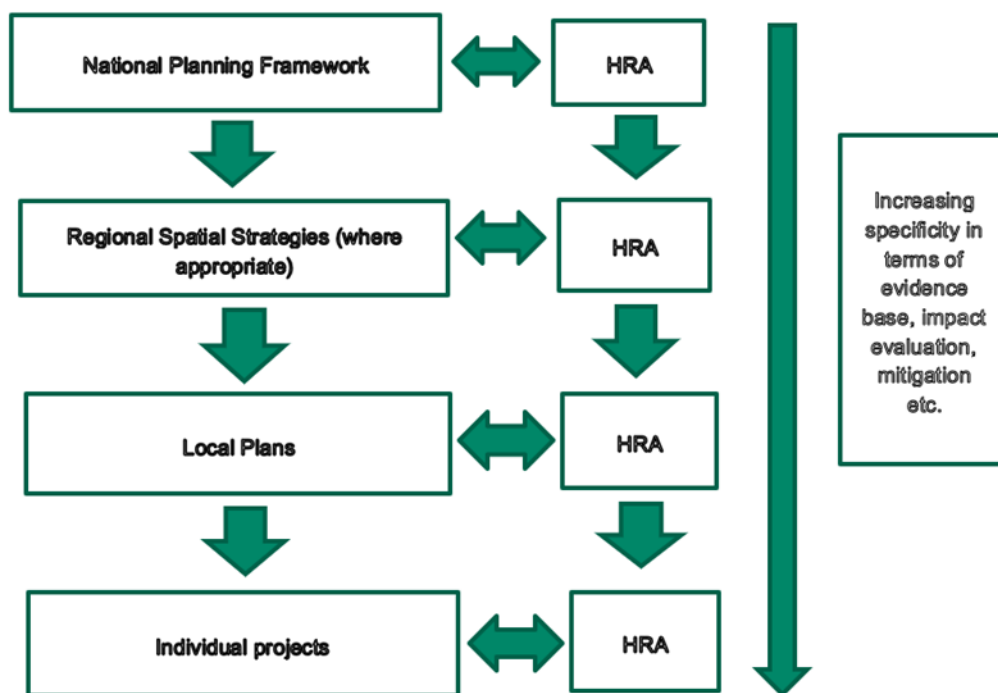 National Planning Framework
HRA
Regional Spatial Strategies (where
appropriate)
HRA
Local Plans
HRA
Individual projects
HRA
Increasing
specificity in
terms of
evidence
base, impact
evaluation,
mitigation
etc.